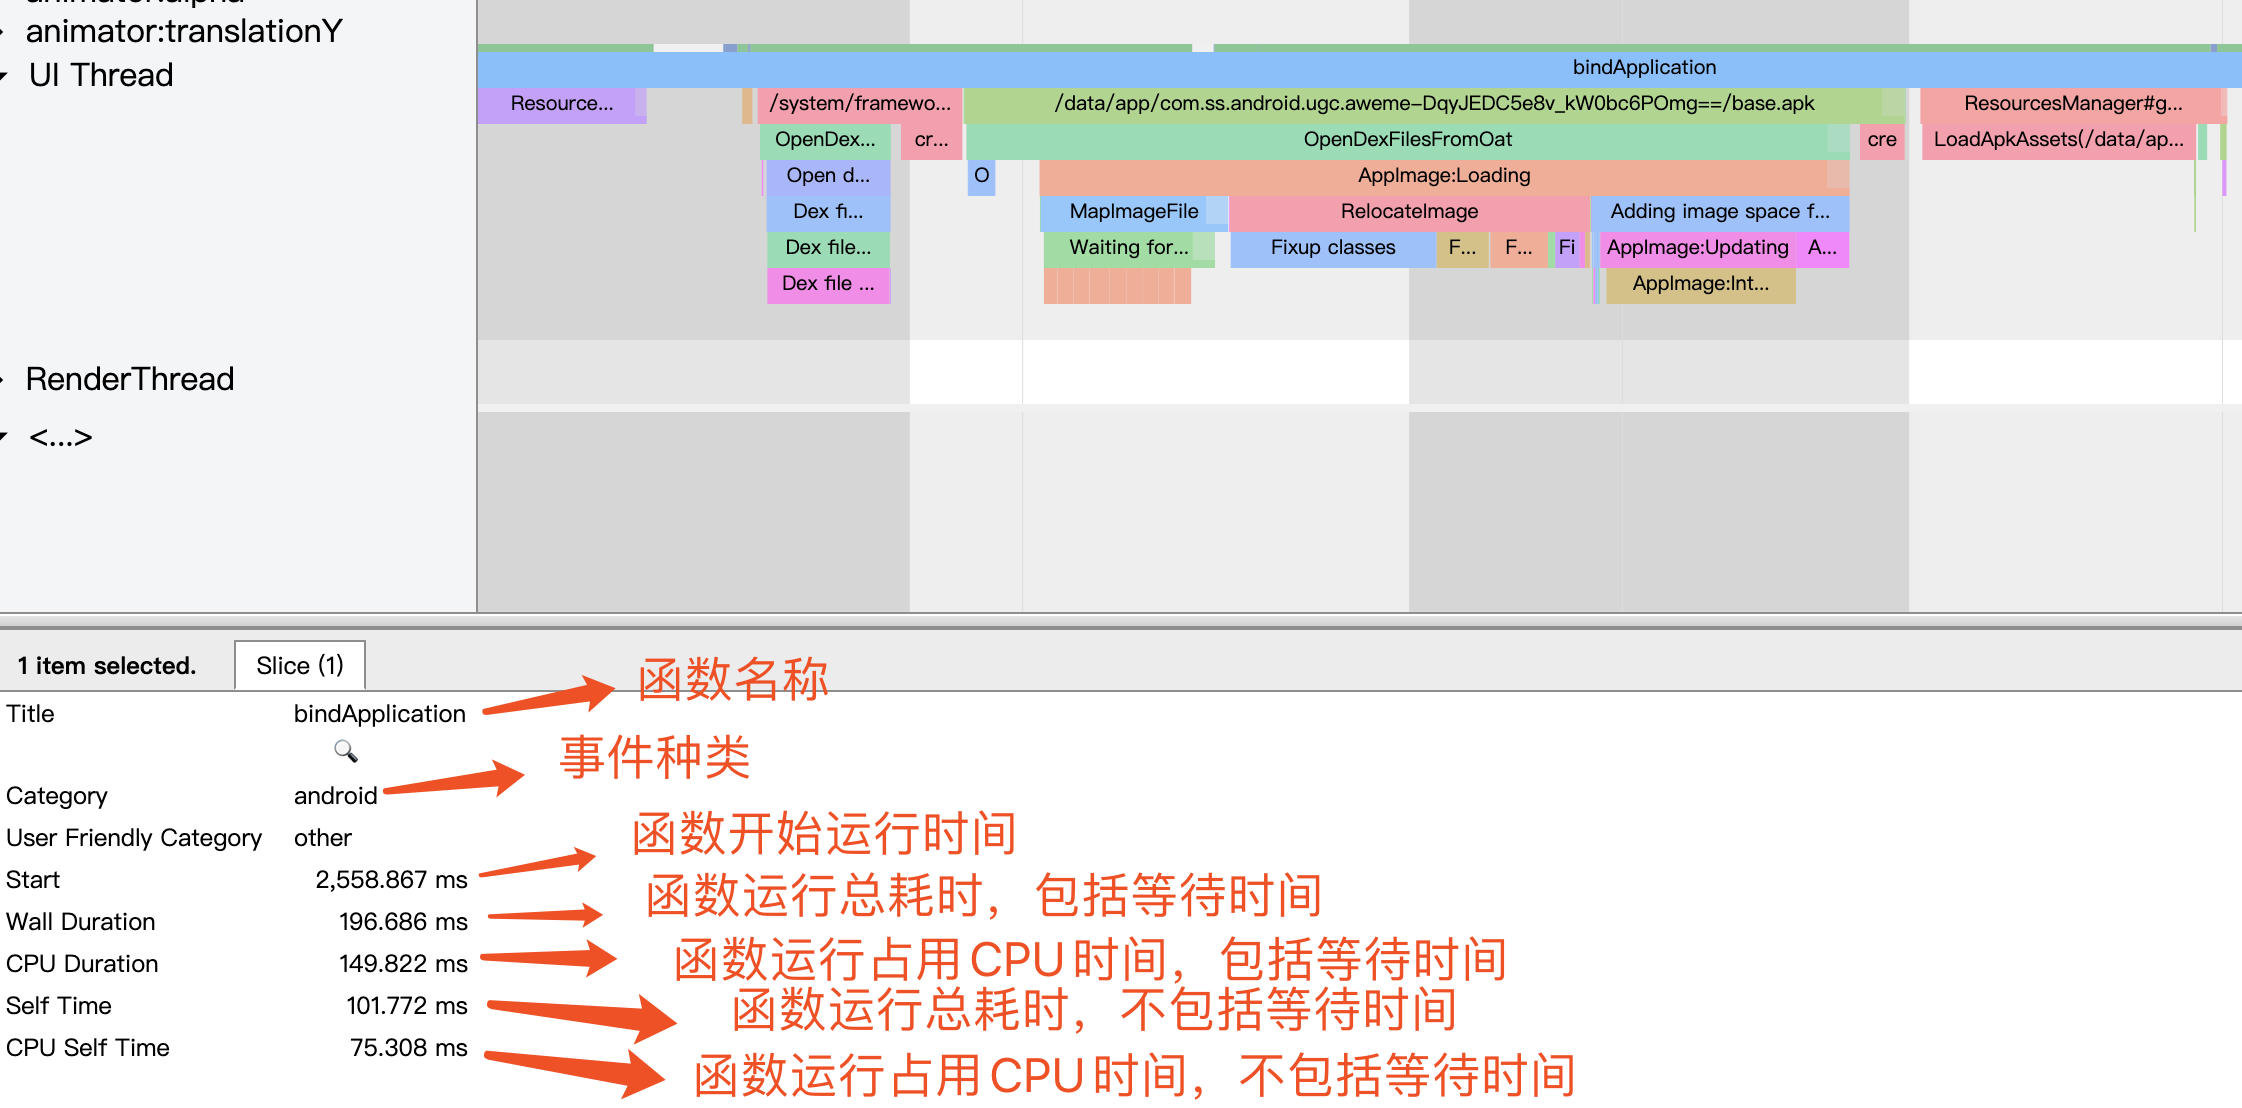 animator:translationY
UI Thread
bindApplication
Resource...
/system/framewo...
/data/app/com.ss.android.ugc.aweme-DqyJEDC5e8v_kW0bc6POmg==/base.apk
ResourcesManager#g...
OpenDex...
cr...
OpenDexFilesFromOat
cre
LoadApkAssets(/data/ap...
Open d...
O
AppImage:Loading
Dex fi...
MapImageFile
RelocateImage
Adding image space f...
Dex file...
Waiting for...
Fixup classes
F...
F...
Fi
AppImage:Updating
A...
Dex file ...
AppImage:Int...
RenderThread
<...>
1 item selected.
Slice (1)
函数名称
Title
bindApplication
事件种类
Category
android
User Friendly Category
other
函数开始运行时间
Start
2,558.867 ms
函数运行总耗时，包括等待时间
Wall Duration
196.686 ms
函数运行占用CPU时间，包括等待时间
CPU Duration
149.822 ms
函数运行总耗时，不包括等待时间
Self Time
101.772 ms
函数运行占用CPU时间，不包括等待时间
CPU Self Time
75.308 ms